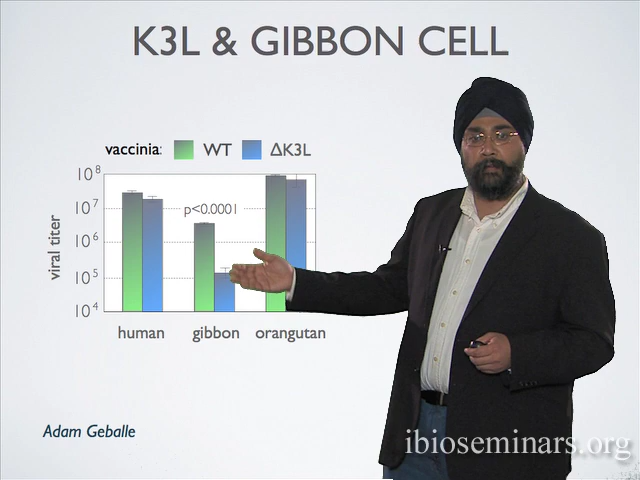 K3L & GIBBON CELL
vaccinia: WT ΔK3L
10⁸
10⁷
10⁶
10⁵
10⁴
viral titer
p<0.0001
human gibbon orangutan
Adam Geballe
ibioseminars.org